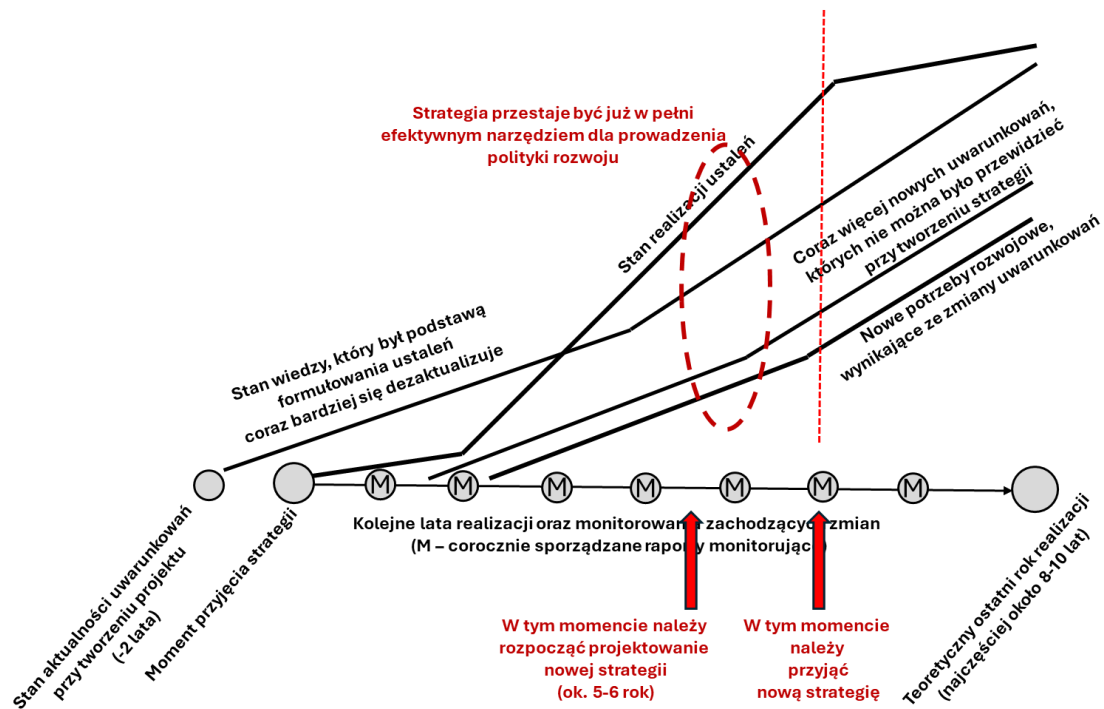 Strategia przestaje być już w pełni
efektywnym narzędziem dla prowadzenia
polityki rozwoju
Stan realizacji ustaleń
Coraz więcej nowych uwarunkowań,
których nie można było przewidzieć
przy tworzeniu strategii
Nowe potrzeby rozwojowe,
wynikające ze zmiany uwarunkowań
Stan wiedzy, który był podstawą
formułowania ustaleń
coraz bardziej się dezaktualizuje
M M M M M M M
Kolejne lata realizacji oraz monitorowania zachodzących zmian
(M – corocznie sporządzane raporty monitorujące)
Stan aktualności uwarunkowań
przy tworzeniu projektu
(-2 lata)
Moment przyjęcia strategii
W tym momencie należy
rozpocząć projektowanie
nowej strategii
(ok. 5-6 rok)
W tym momencie
należy
przyjąć
nową strategię
Teoretyczny ostatni rok realizacji
(najczęściej około 8-10 lat)